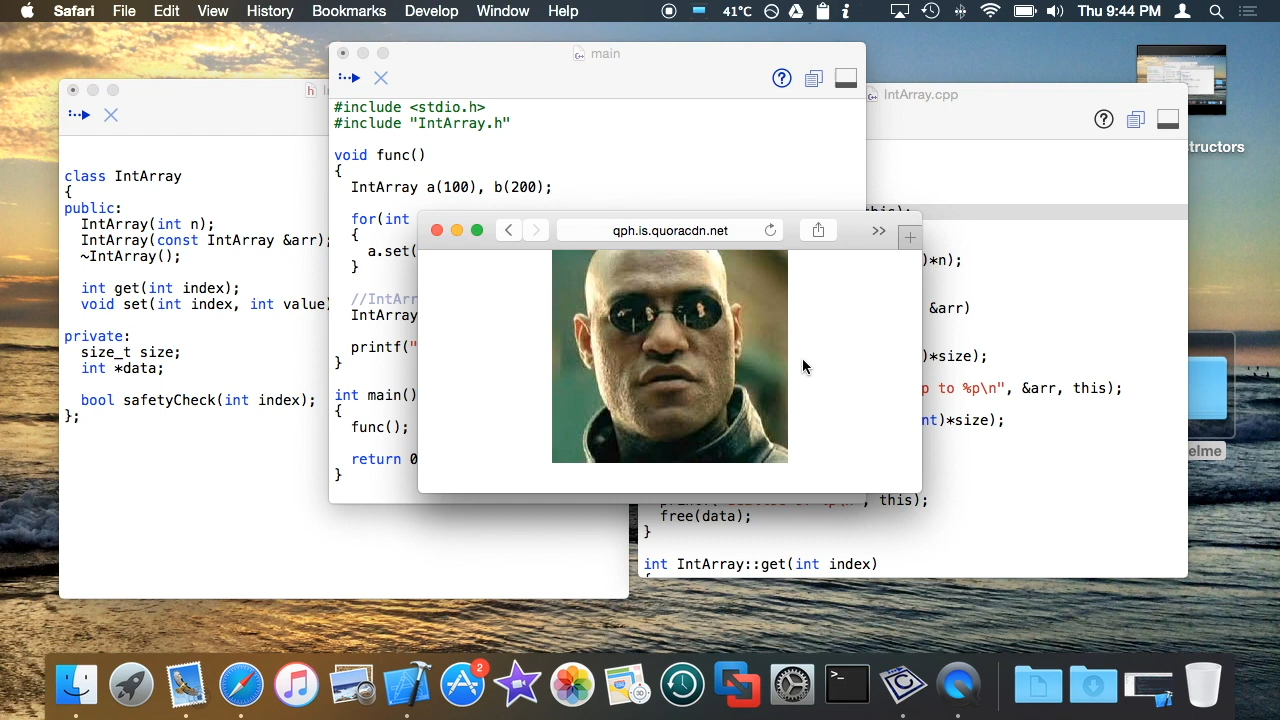 Safari File Edit View History Bookmarks Develop Window Help 41°C Thu 9:44 PM
main
#include <stdio.h>
#include "IntArray.h"
void func()
{
IntArray a(100), b(200);
for(int
{
a.set(
}
//IntArr
IntArray
printf("
}
int main()
{
func();
return 0
}
h
class IntArray
{
public:
IntArray(int n);
IntArray(const IntArray &arr);
~IntArray();
int get(int index);
void set(int index, int value)
private:
size_t size;
int *data;
bool safetyCheck(int index);
};
qph.is.quoracdn.net
IntArray.cpp
)*n);
&arr)
)*size);
p to %p\n", &arr, this);
nt)*size);
this);
free(data);
}
int IntArray::get(int index)
tructors
elme
2
3D